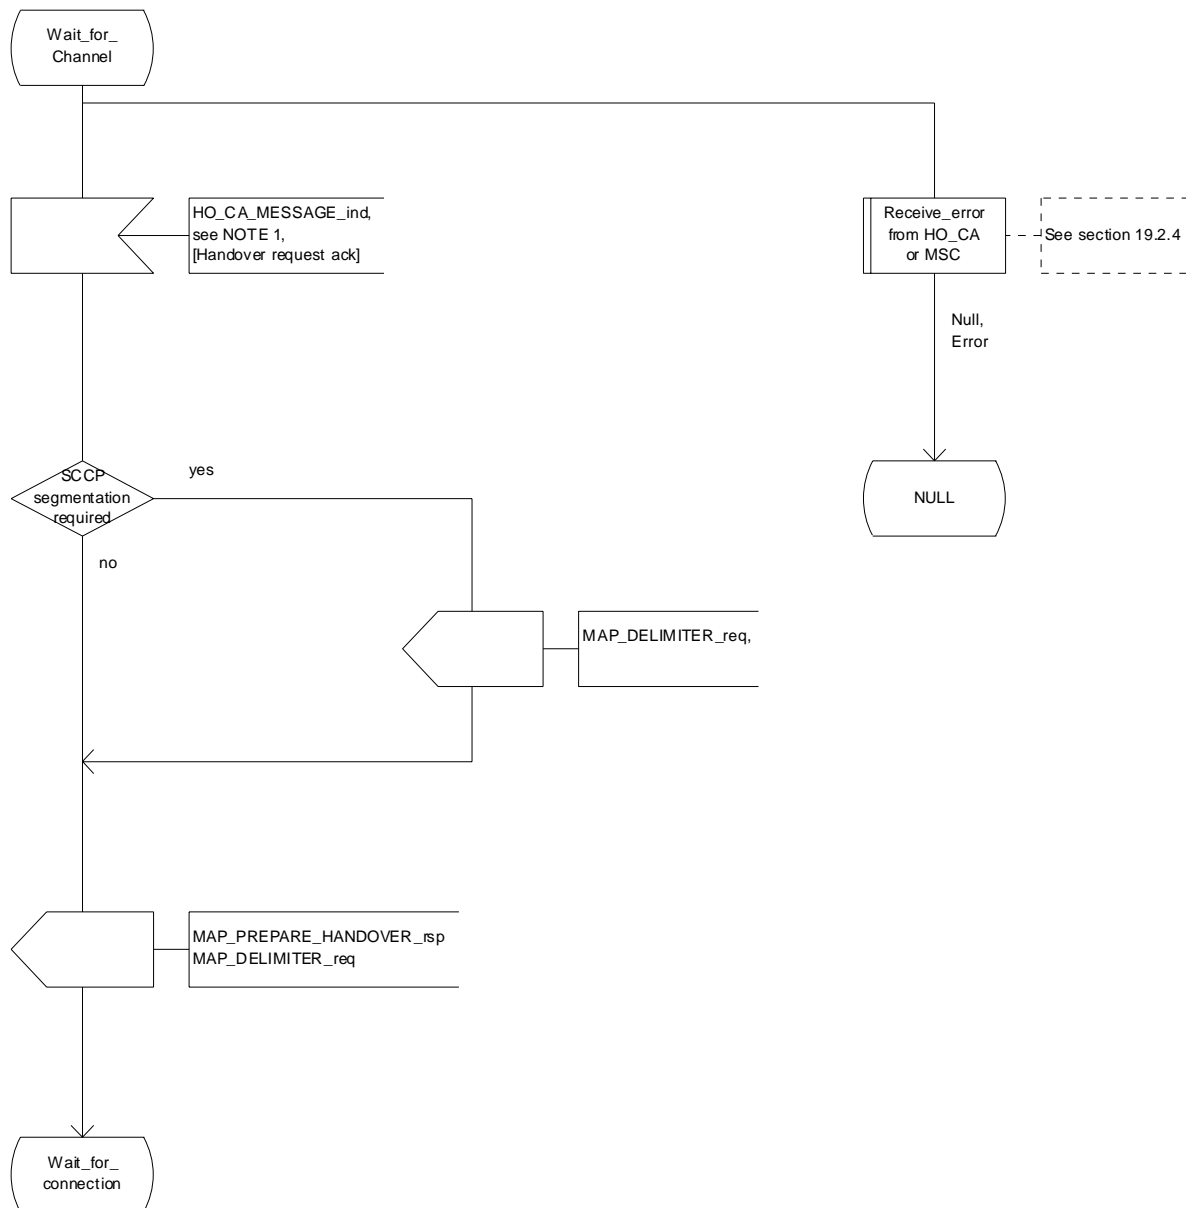 Wait_for_
Channel
HO_CA_MESSAGE_ind,
see NOTE 1,
[Handover request ack]
Receive_error
from HO_CA
or MSC
See section 19.2.4
Null,
Error
SCCP
segmentation
required
yes
NULL
no
MAP_DELIMITER_req,
MAP_PREPARE_HANDOVER_rsp
MAP_DELIMITER_req
Wait_for_
connection